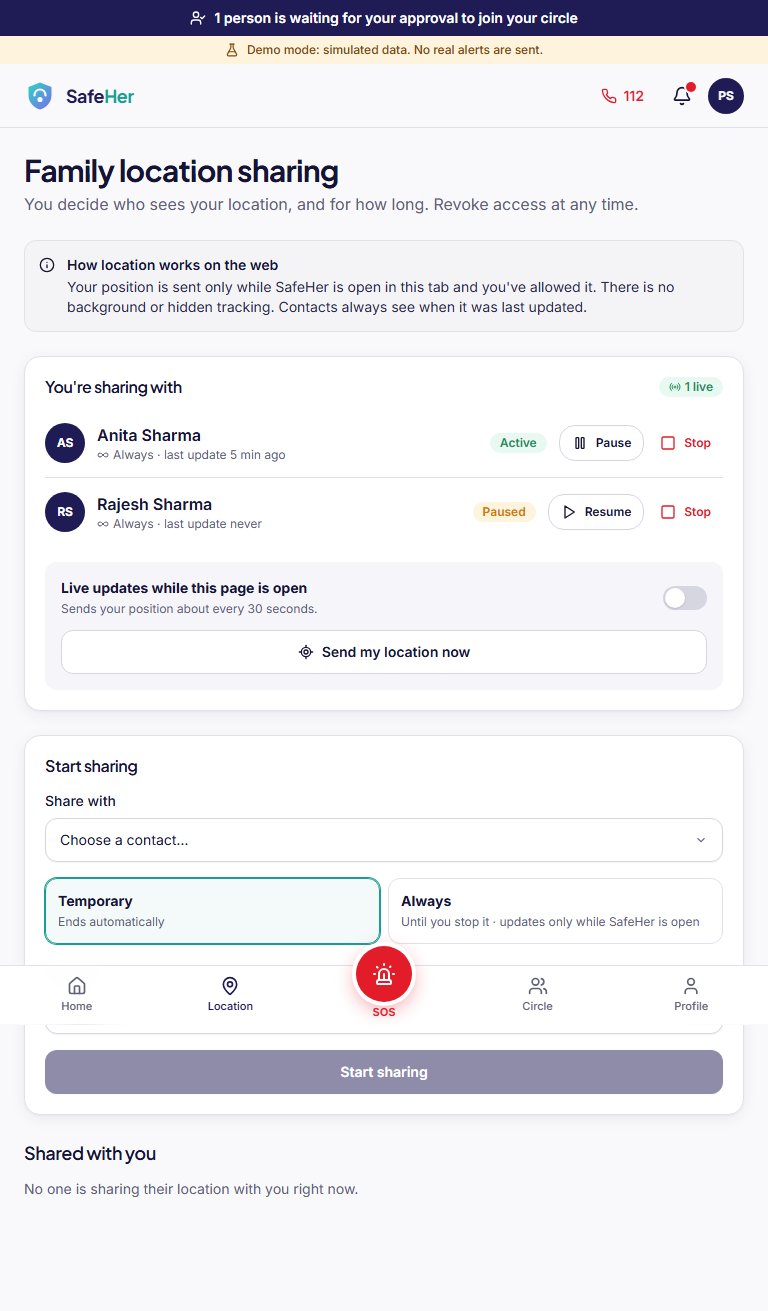 1 person is waiting for your approval to join your circle
Demo mode: simulated data. No real alerts are sent.
SafeHer
112
PS
Family location sharing
You decide who sees your location, and for how long. Revoke access at any time.
How location works on the web
Your position is sent only while SafeHer is open in this tab and you've allowed it. There is no
background or hidden tracking. Contacts always see when it was last updated.
You're sharing with
1 live
AS
Anita Sharma
∞ Always · last update 5 min ago
Active
Pause
Stop
RS
Rajesh Sharma
∞ Always · last update never
Paused
Resume
Stop
Live updates while this page is open
Sends your position about every 30 seconds.
Send my location now
Start sharing
Share with
Choose a contact…
Temporary
Ends automatically
Always
Until you stop it · updates only while SafeHer is open
Home
Location
SOS
Circle
Profile
Start sharing
Shared with you
No one is sharing their location with you right now.